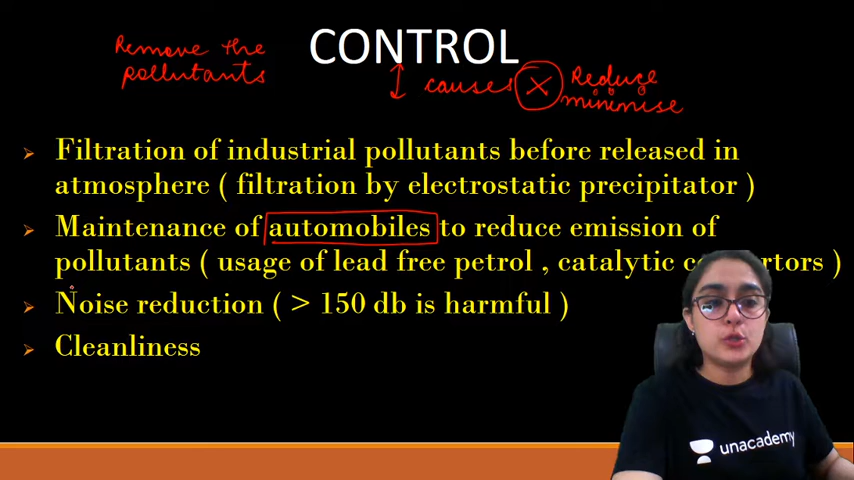 CONTROL
Remove the
pollutants
causes
Reduce
minimise
➢ Filtration of industrial pollutants before released in
atmosphere ( filtration by electrostatic precipitator )
➢ Maintenance of automobiles to reduce emission of
pollutants ( usage of lead free petrol , catalytic )
➢ Noise reduction ( > 150 db is harmful )
➢ Cleanliness
unacademy